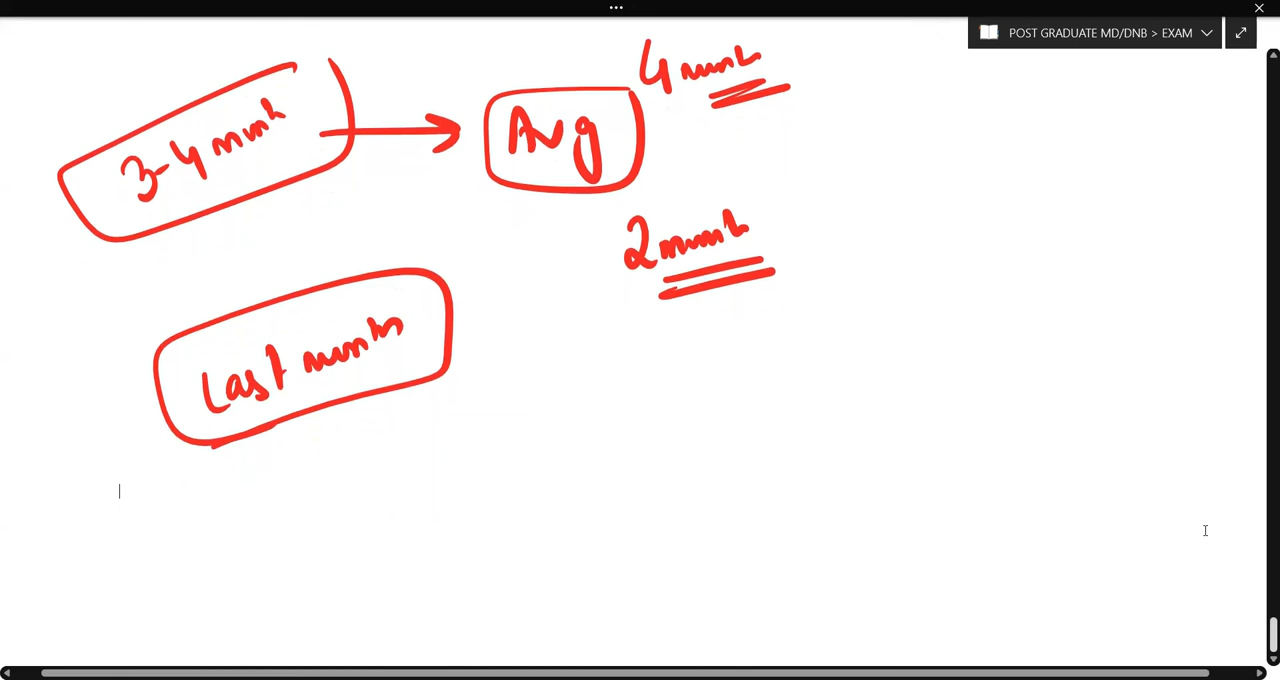 ...
POST GRADUATE MD/DNB > EXAM
4 month
3-4 month
Avg
2 month
Last month